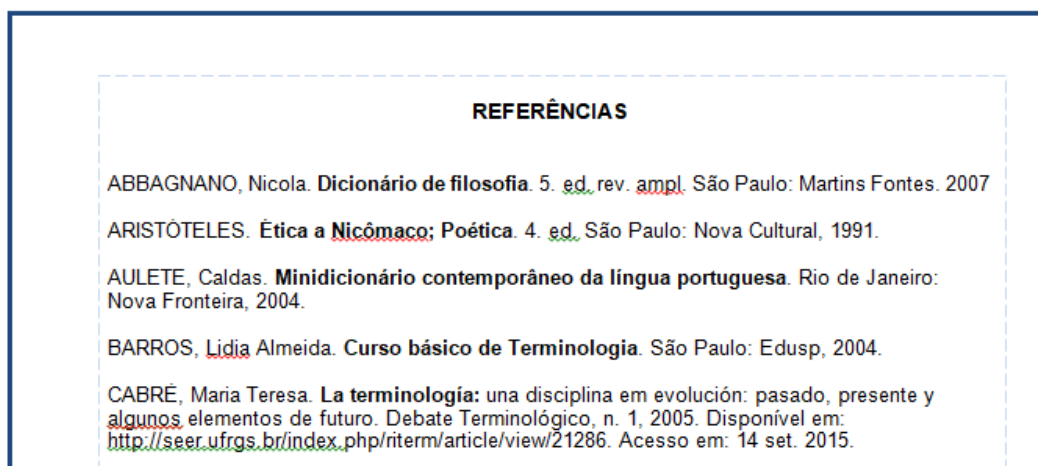 REFERÊNCIAS
ABBAGNANO, Nicola. Dicionário de filosofia. 5. ed. rev. ampl. São Paulo: Martins Fontes. 2007
ARISTÓTELES. Ética a Nicômaco; Poética. 4. ed. São Paulo: Nova Cultural, 1991.
AULETE, Caldas. Minidicionário contemporâneo da língua portuguesa. Rio de Janeiro:
Nova Fronteira, 2004.
BARROS, Lidia Almeida. Curso básico de Terminologia. São Paulo: Edusp, 2004.
CABRÉ, Maria Teresa. La terminología: una disciplina em evolución: pasado, presente y
algunos elementos de futuro. Debate Terminológico, n. 1, 2005. Disponível em:
http://seer.ufrgs.br/index.php/riterm/article/view/21286. Acesso em: 14 set. 2015.